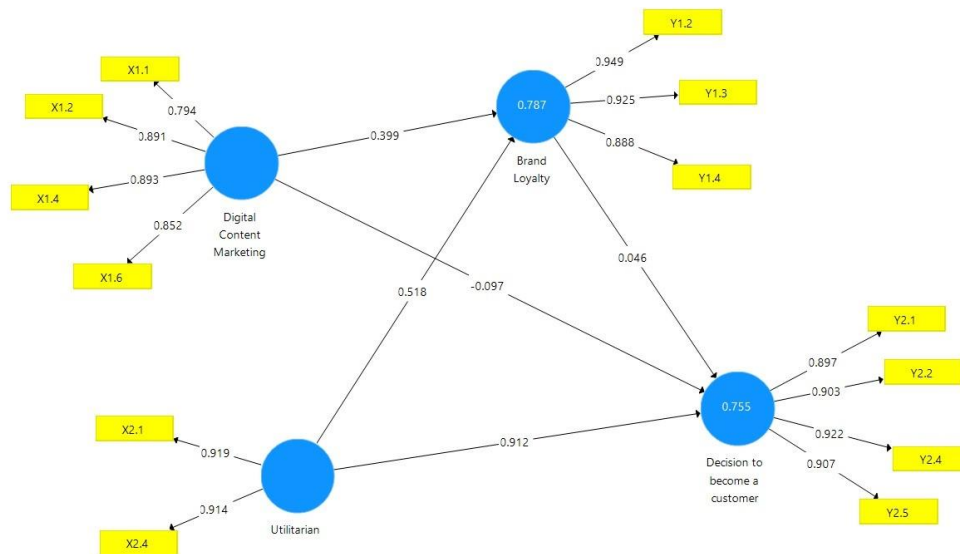 Y1.2
X1.1
0.949
0.794
X1.2
0.787
0.925
Y1.3
0.891
0.399
0.888
X1.4
0.893
Brand
Loyalty
Y1.4
0.852
Digital
Content
Marketing
X1.6
0.046
0.518
-0.097
Y2.1
0.897
Y2.2
0.755
0.903
X2.1
0.919
0.912
0.922
Y2.4
0.907
Decision to
become a
customer
0.914
Y2.5
Utilitarian
X2.4